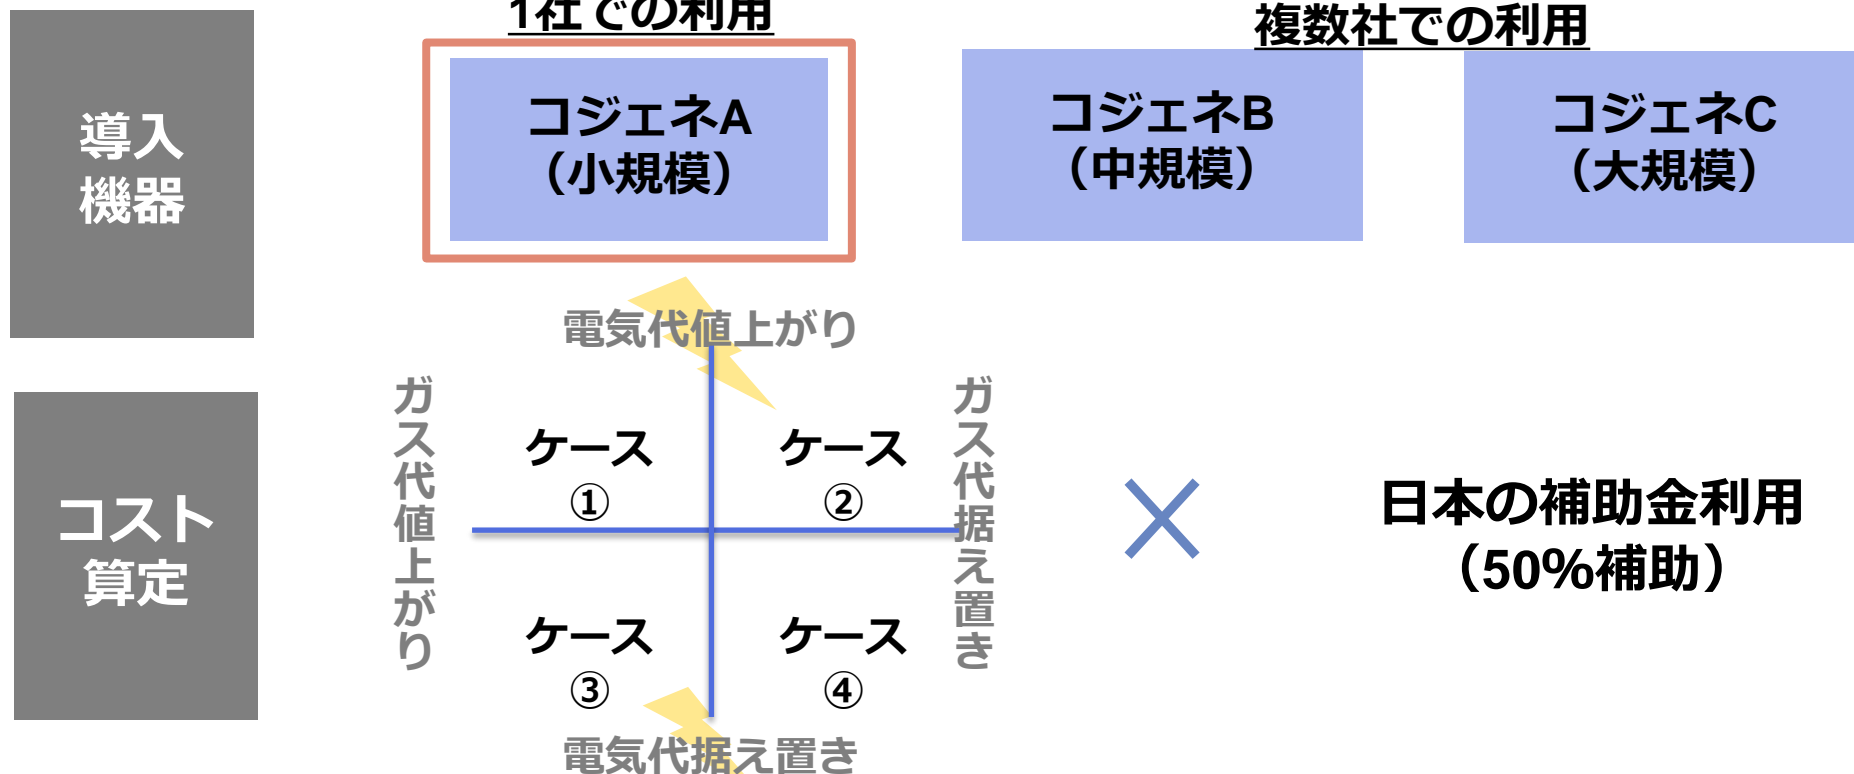 1社での利用
複数社での利用
導入
機器
コジェネA
（小規模）
コジェネB
（中規模）
コジェネC
（大規模）
コスト
算定
電気代値上がり
ガス代値上がり
ガス代据え置き
ケース
①
ケース
②
ケース
③
ケース
④
電気代据え置き
日本の補助金利用
（50%補助）